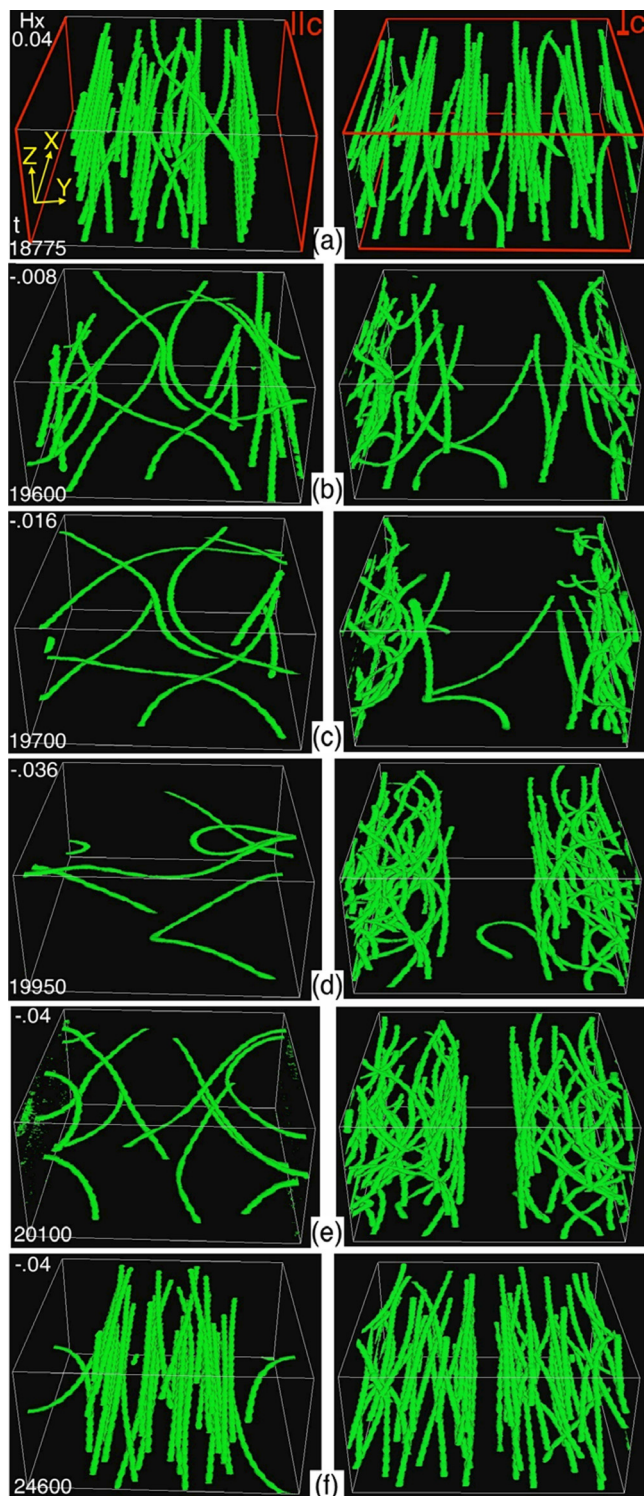 Hx
0.04
||c
⊥c
Z X
Y
t
18775
(a)
-.008
19600
(b)
-.016
19700
(c)
-.036
19950
(d)
-.04
20100
(e)
-.04
24600
(f)